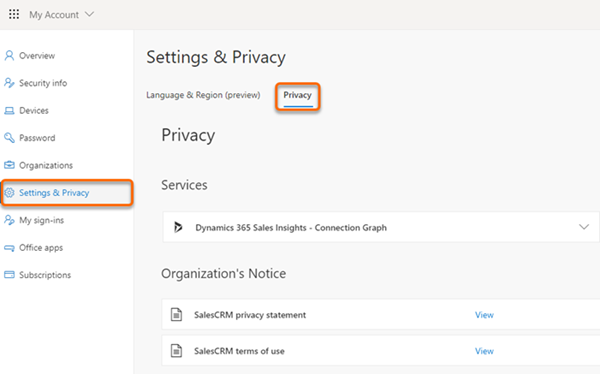 My Account
Overview
Security info
Devices
Password
Organizations
Settings & Privacy
My sign-ins
Office apps
Subscriptions
Settings & Privacy
Language & Region (preview) Privacy
Privacy
Services
Dynamics 365 Sales Insights - Connection Graph
Organization's Notice
SalesCRM privacy statement View
SalesCRM terms of use View